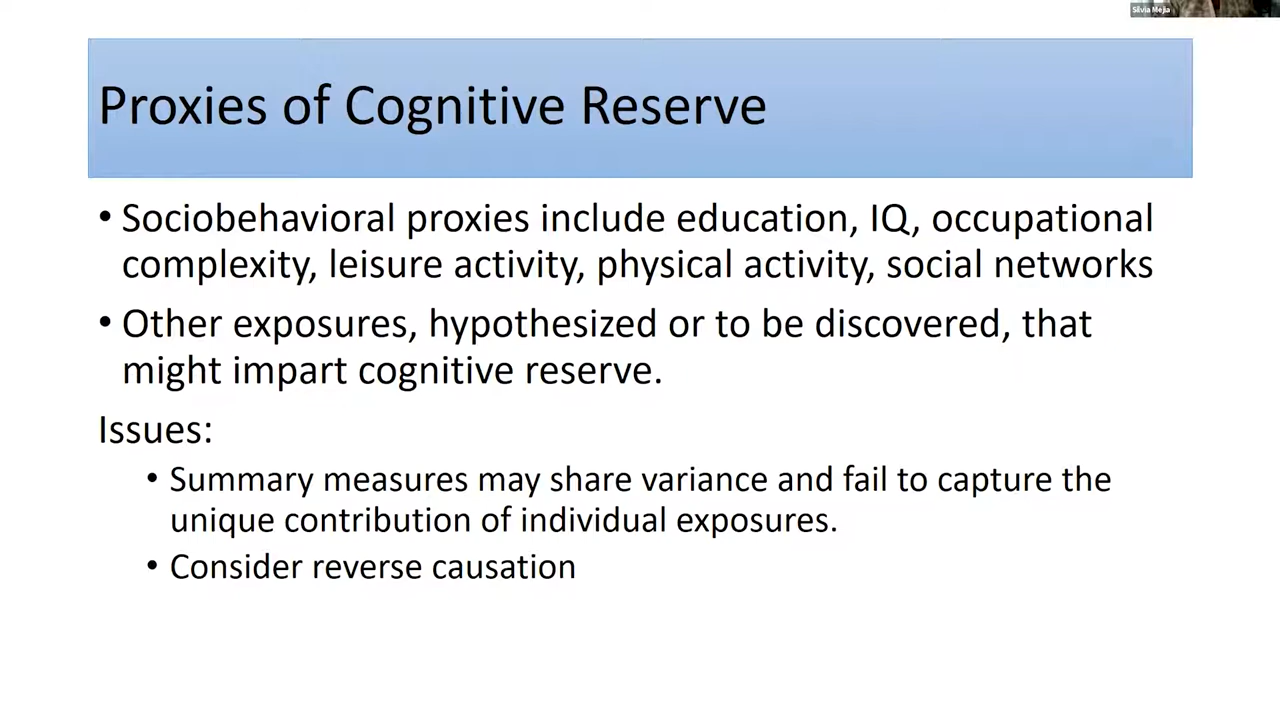 Silvia Mejia
Proxies of Cognitive Reserve
• Sociobehavioral proxies include education, IQ, occupational
complexity, leisure activity, physical activity, social networks
• Other exposures, hypothesized or to be discovered, that
might impart cognitive reserve.
Issues:
• Summary measures may share variance and fail to capture the
unique contribution of individual exposures.
• Consider reverse causation